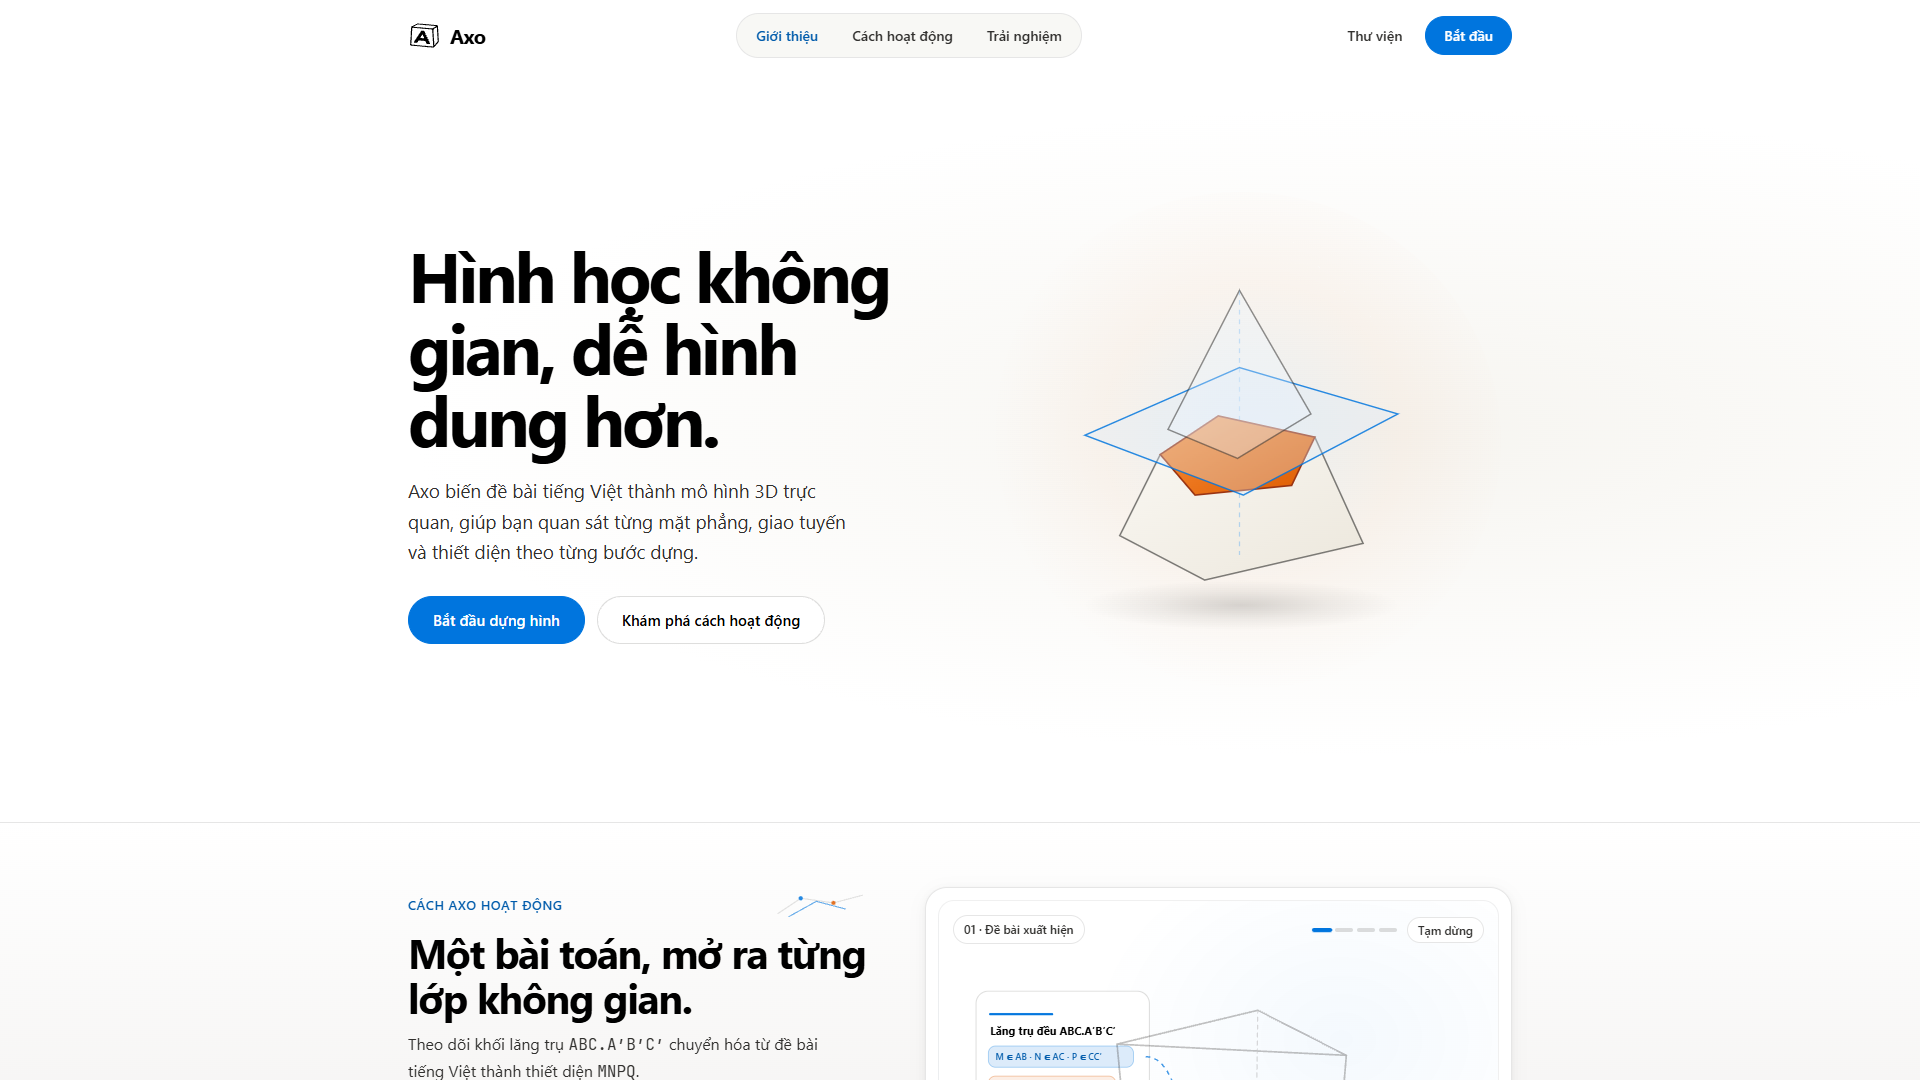 Axo
Giới thiệu
Cách hoạt động
Trải nghiệm
Thư viện
Bắt đầu
Hình học không
gian, dễ hình
dung hơn.
Axo biến đề bài tiếng Việt thành mô hình 3D trực
quan, giúp bạn quan sát từng mặt phẳng, giao tuyến
và thiết diện theo từng bước dựng.
Bắt đầu dựng hình
Khám phá cách hoạt động
CÁCH AXO HOẠT ĐỘNG
Một bài toán, mở ra từng
lớp không gian.
Theo dõi khối lăng trụ ABC.A′B′C′ chuyển hóa từ đề bài
tiếng Việt thành thiết diện MNPQ.
01 · Đề bài xuất hiện
Tạm dừng
Lăng trụ đều ABC.A′B′C′
M ∈ AB · N ∈ AC · P ∈ CC′